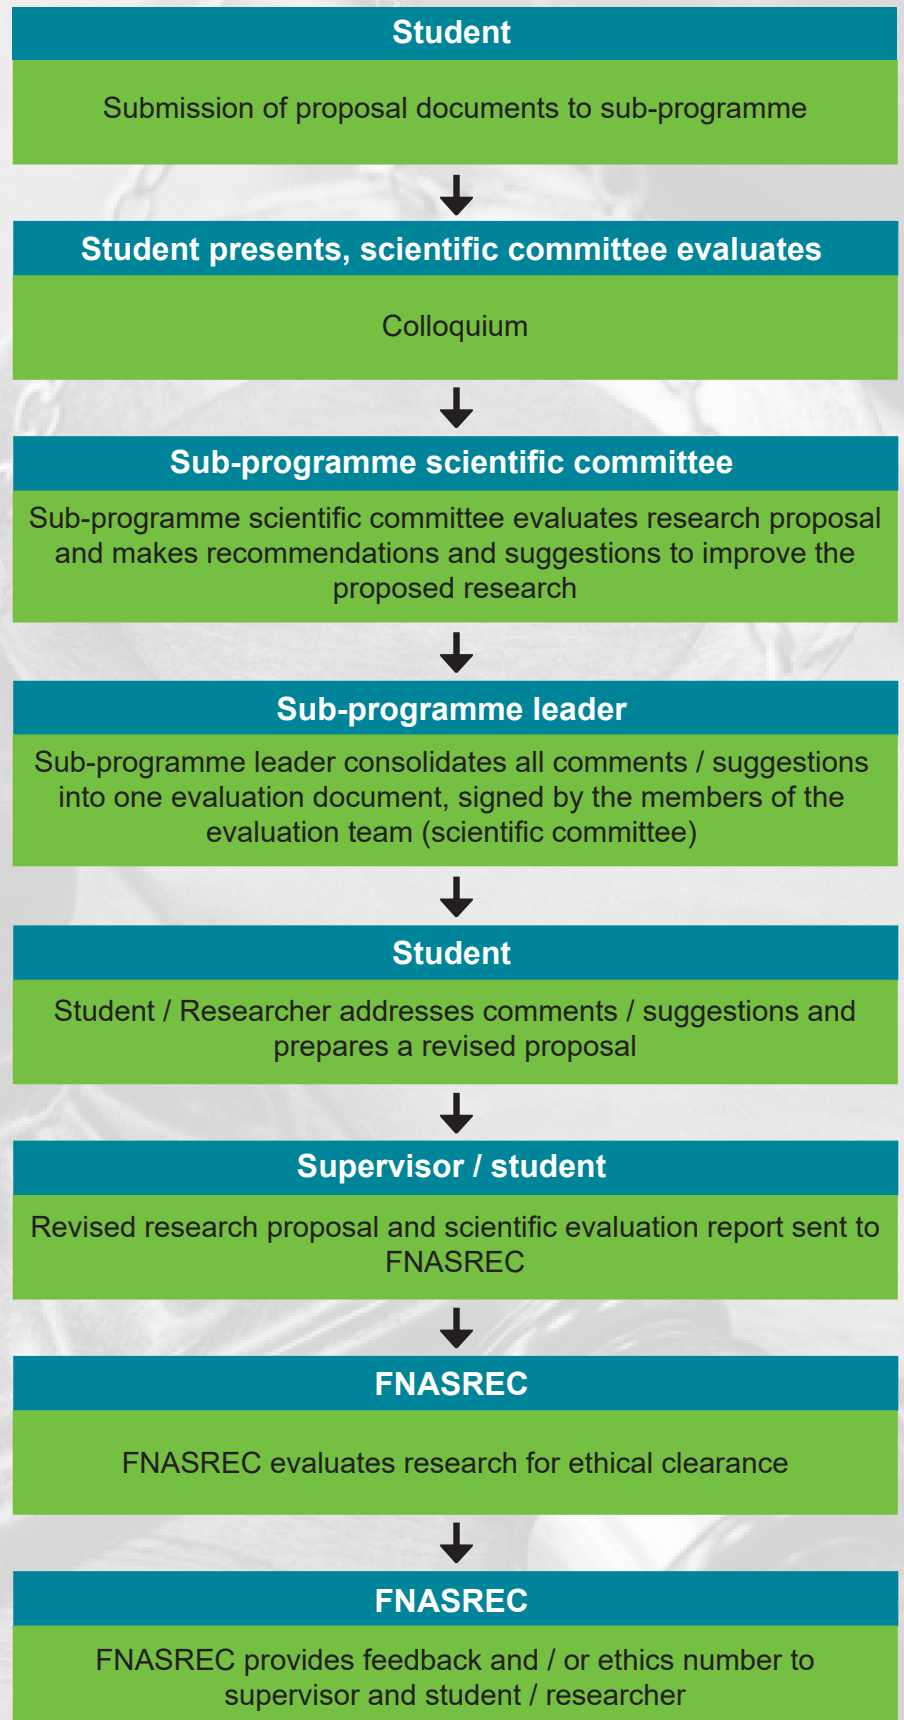 Student
Submission of proposal documents to sub-programme
Student presents, scientific committee evaluates
Colloquium
Sub-programme scientific committee
Sub-programme scientific committee evaluates research proposal
and makes recommendations and suggestions to improve the
proposed research
Sub-programme leader
Sub-programme leader consolidates all comments / suggestions
into one evaluation document, signed by the members of the
evaluation team (scientific committee)
Student
Student / Researcher addresses comments / suggestions and
prepares a revised proposal
Supervisor / student
Revised research proposal and scientific evaluation report sent to
FNASREC
FNASREC
FNASREC evaluates research for ethical clearance
FNASREC
FNASREC provides feedback and / or ethics number to
supervisor and student / researcher